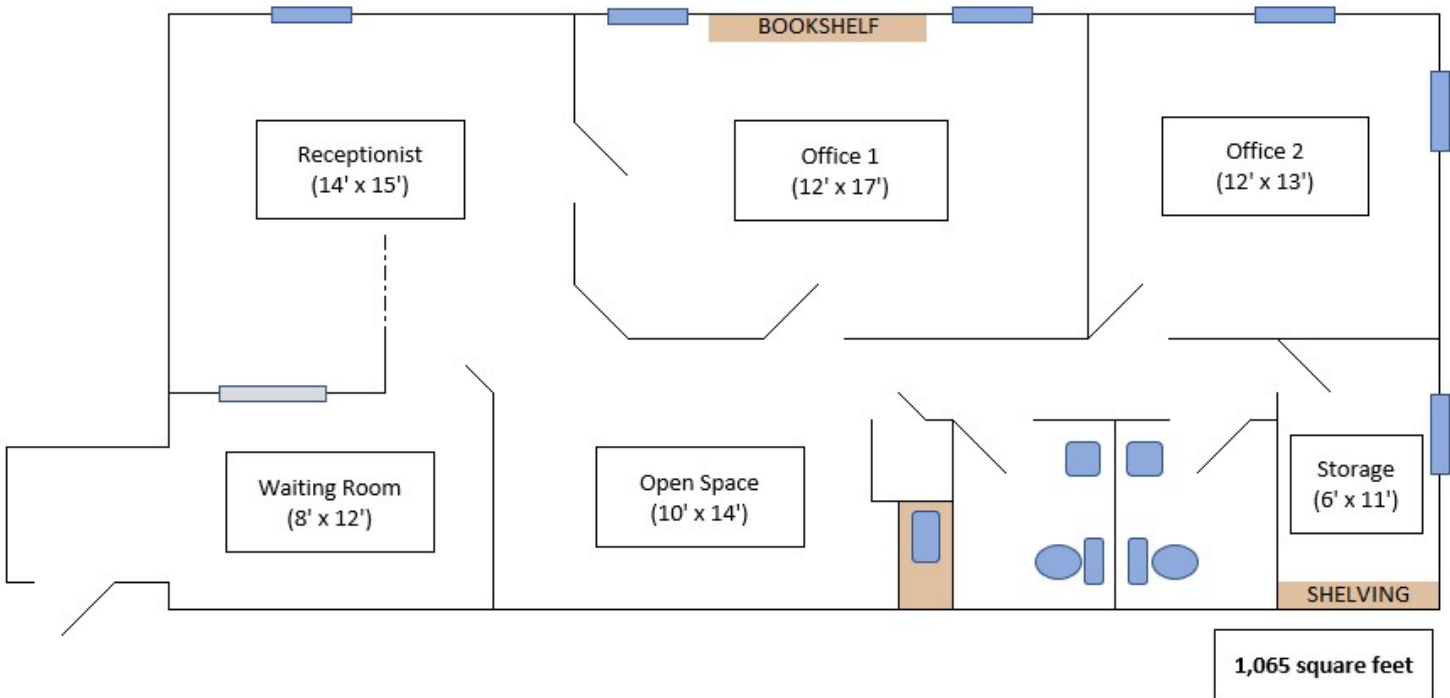 BOOKSHELF
Receptionist
(14' x 15')
Office 1
(12' x 17')
Office 2
(12' x 13')
Waiting Room
(8' x 12')
Open Space
(10' x 14')
Storage
(6' x 11')
SHELVING
1,065 square feet